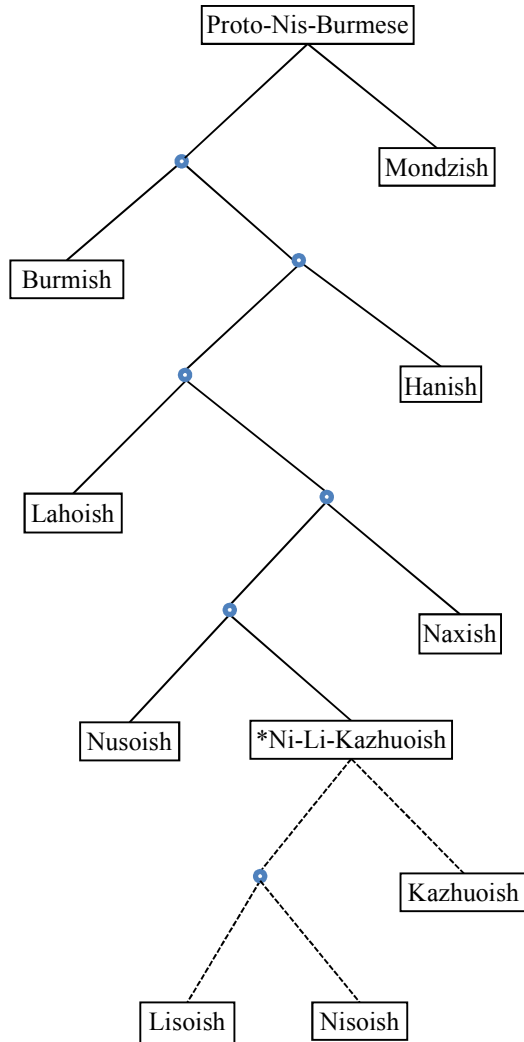 Proto-Nis-Burmese
Mondzish
Burmish
Hanish
Lahoish
Naxish
Nusoish
*Ni-Li-Kazhuoish
Kazhuoish
Lisoish
Nisoish